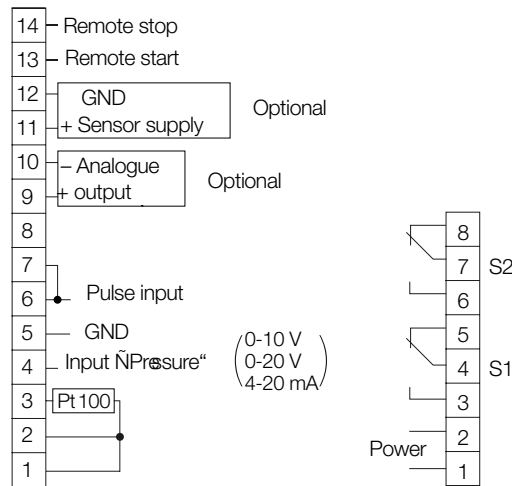 14 Remote stop
13 Remote start
12 GND
11 + Sensor supply
Optional
10 – Analogue
9 + output
Optional
8
7
6 Pulse input
5 GND
4 Input ÑPressure“
0-10 V
0-20 V
4-20 mA
3 Pt100
2
1
8
7 S2
6
5
4 S1
3
Power 2
1